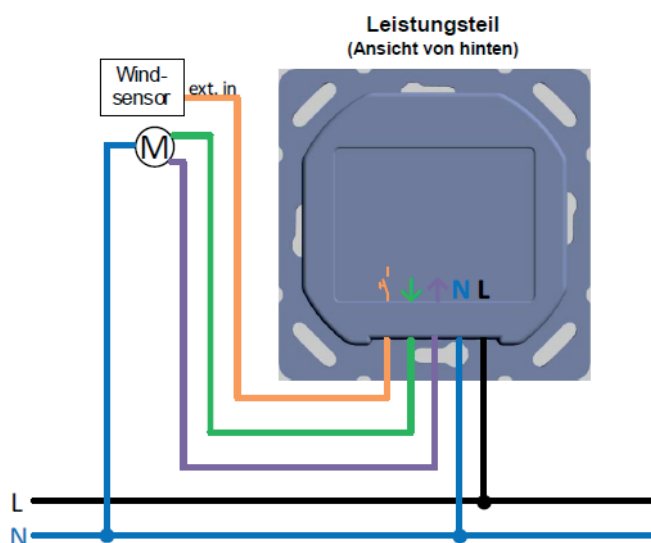 Leistungsteil
(Ansicht von hinten)
Wind-
sensor
ext. in
M
N L
L
N